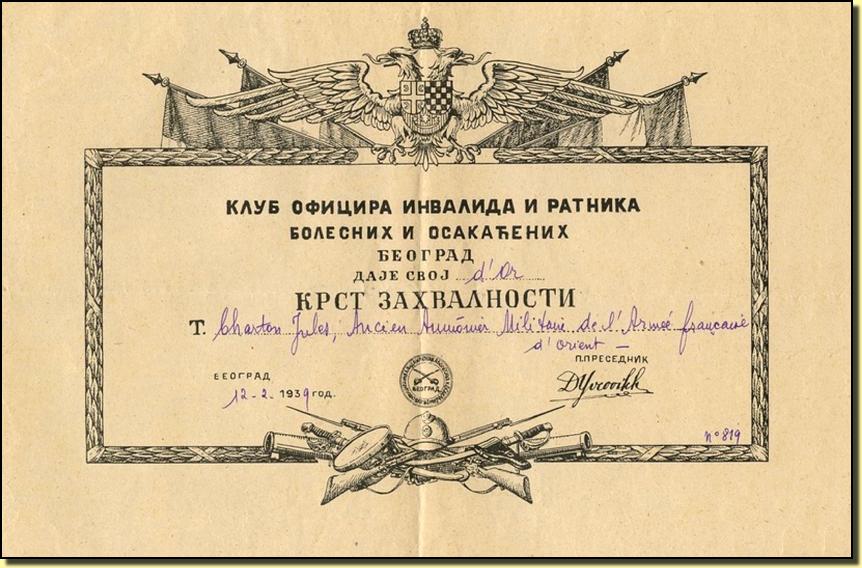 КЛУБ ОФИЦИРА ИНВАЛИДА И РАТНИКА
БОЛЕСНИХ И ОСАКАЋЕНИХ
БЕОГРАД
ДАЈЕ СВОЈ d'Or
КРСТ ЗАХВАЛНОСТИ
Т. Charton Jules, Ancien Aumônier Militaire de l'Armée française
d'orient –
П.ПРЕСЕДНИК
БЕОГРАД
12-2-1939 ГОД.
БЕОГРАД
n° 819